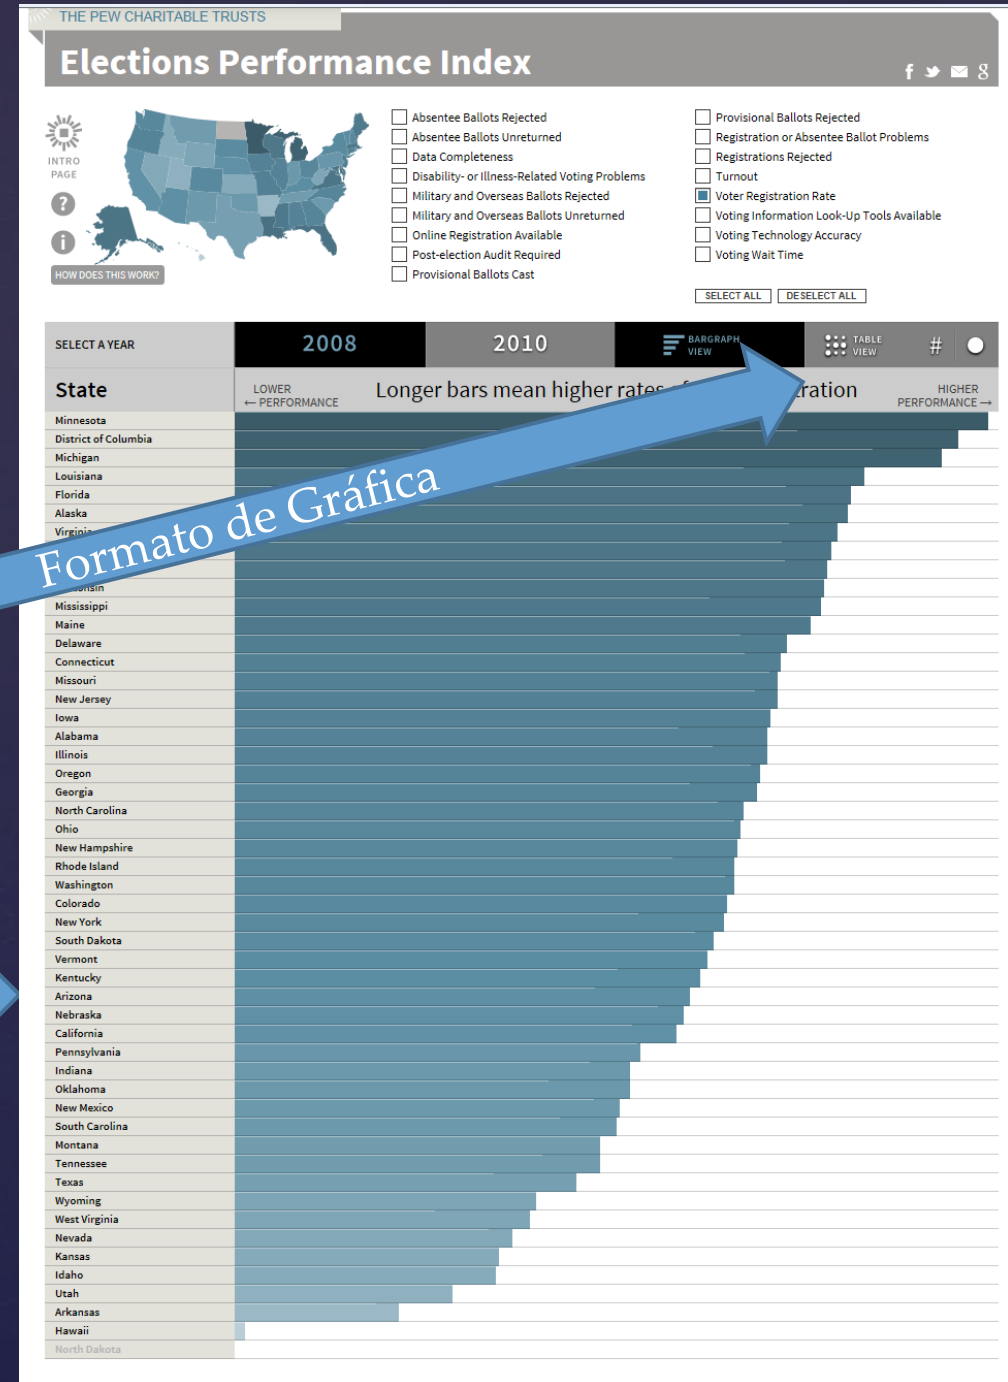 THE PEW CHARITABLE TRUSTS
Elections Performance Index
INTRO
PAGE
?
i
HOW DOES THIS WORK?
Absentee Ballots Rejected
Absentee Ballots Unreturned
Data Completeness
Disability- or Illness-Related Voting Problems
Military and Overseas Ballots Rejected
Military and Overseas Ballots Unreturned
Online Registration Available
Post-election Audit Required
Provisional Ballots Cast
Provisional Ballots Rejected
Registration or Absentee Ballot Problems
Registrations Rejected
Turnout
Voter Registration Rate
Voting Information Look-Up Tools Available
Voting Technology Accuracy
Voting Wait Time
SELECT ALL
DESELECT ALL
SELECT A YEAR
2008
2010
BARGRAPH
VIEW
TABLE
VIEW
#
State
LOWER
← PERFORMANCE
Longer bars mean higher rates
HIGHER
PERFORMANCE →
Formato de Gráfica
Minnesota
District of Columbia
Michigan
Louisiana
Florida
Alaska
Virginia
Mississippi
Maine
Delaware
Connecticut
Missouri
New Jersey
Iowa
Alabama
Illinois
Oregon
Georgia
North Carolina
Ohio
New Hampshire
Rhode Island
Washington
Colorado
New York
South Dakota
Vermont
Kentucky
Arizona
Nebraska
California
Pennsylvania
Indiana
Oklahoma
New Mexico
South Carolina
Montana
Tennessee
Texas
Wyoming
West Virginia
Nevada
Kansas
Idaho
Utah
Arkansas
Hawaii
North Dakota